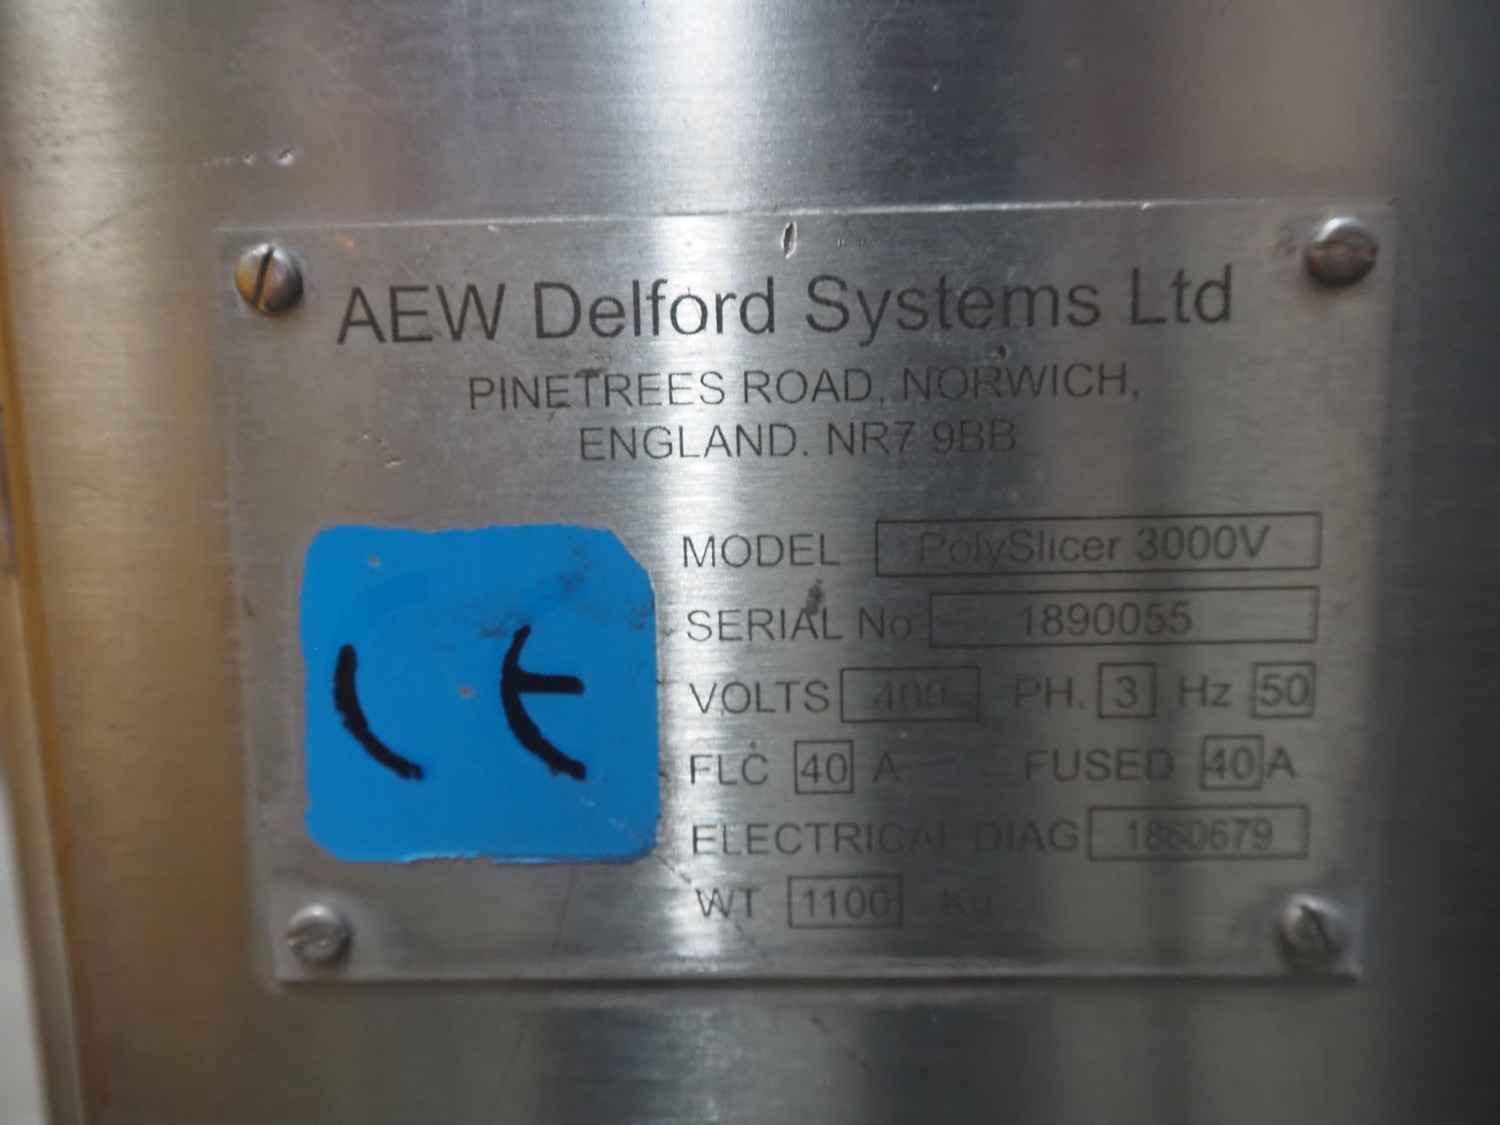 AEW Delford Systems Ltd
PINETREES ROAD, NORWICH,
ENGLAND. NR7 9BB
MODEL PolySlicer 3000V
SERIAL No 1890055
VOLTS 400 PH. 3 Hz 50
FLC 40 A FUSED 40 A
ELECTRICAL DIAG 1860679
WT 1100 Kg
CE